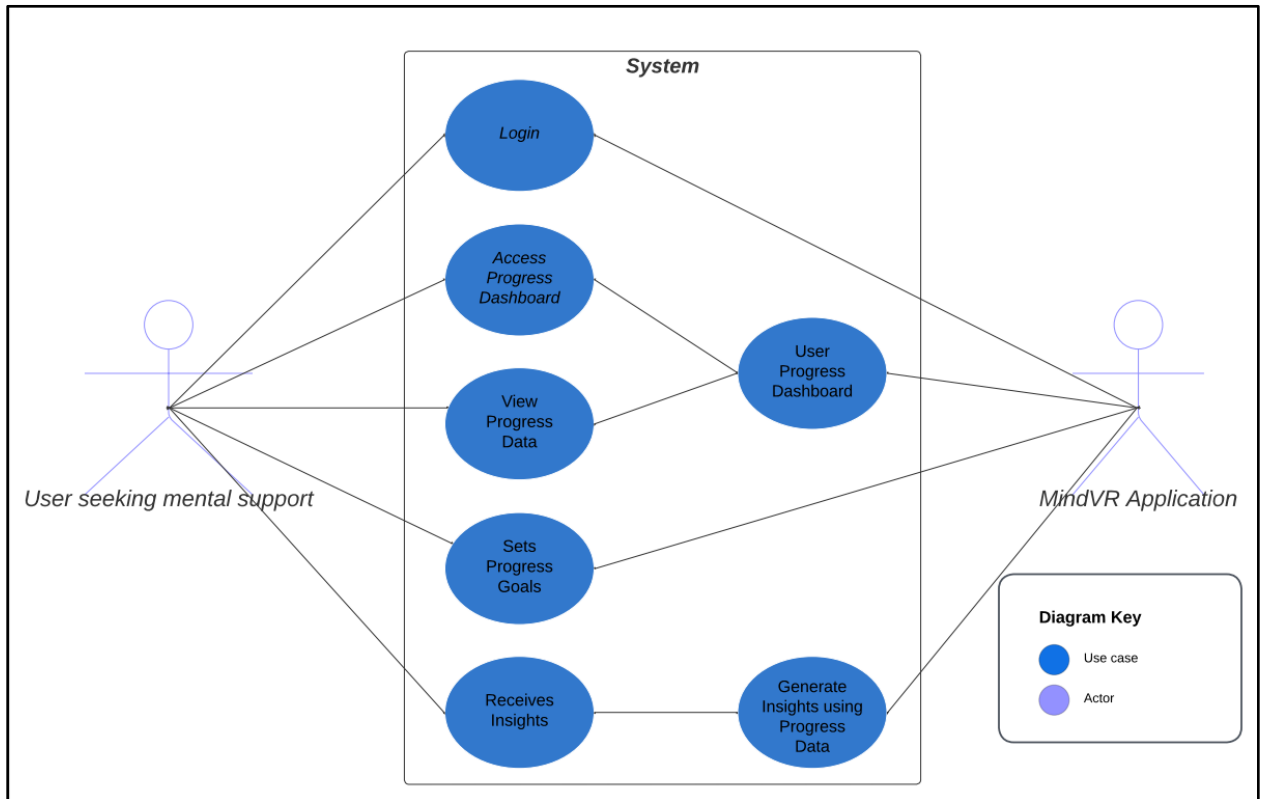 System
Login
Access
Progress
Dashboard
User
Progress
Dashboard
View
Progress
Data
User seeking mental support
MindVR Application
Sets
Progress
Goals
Diagram Key
Use case
Actor
Receives
Insights
Generate
Insights using
Progress
Data